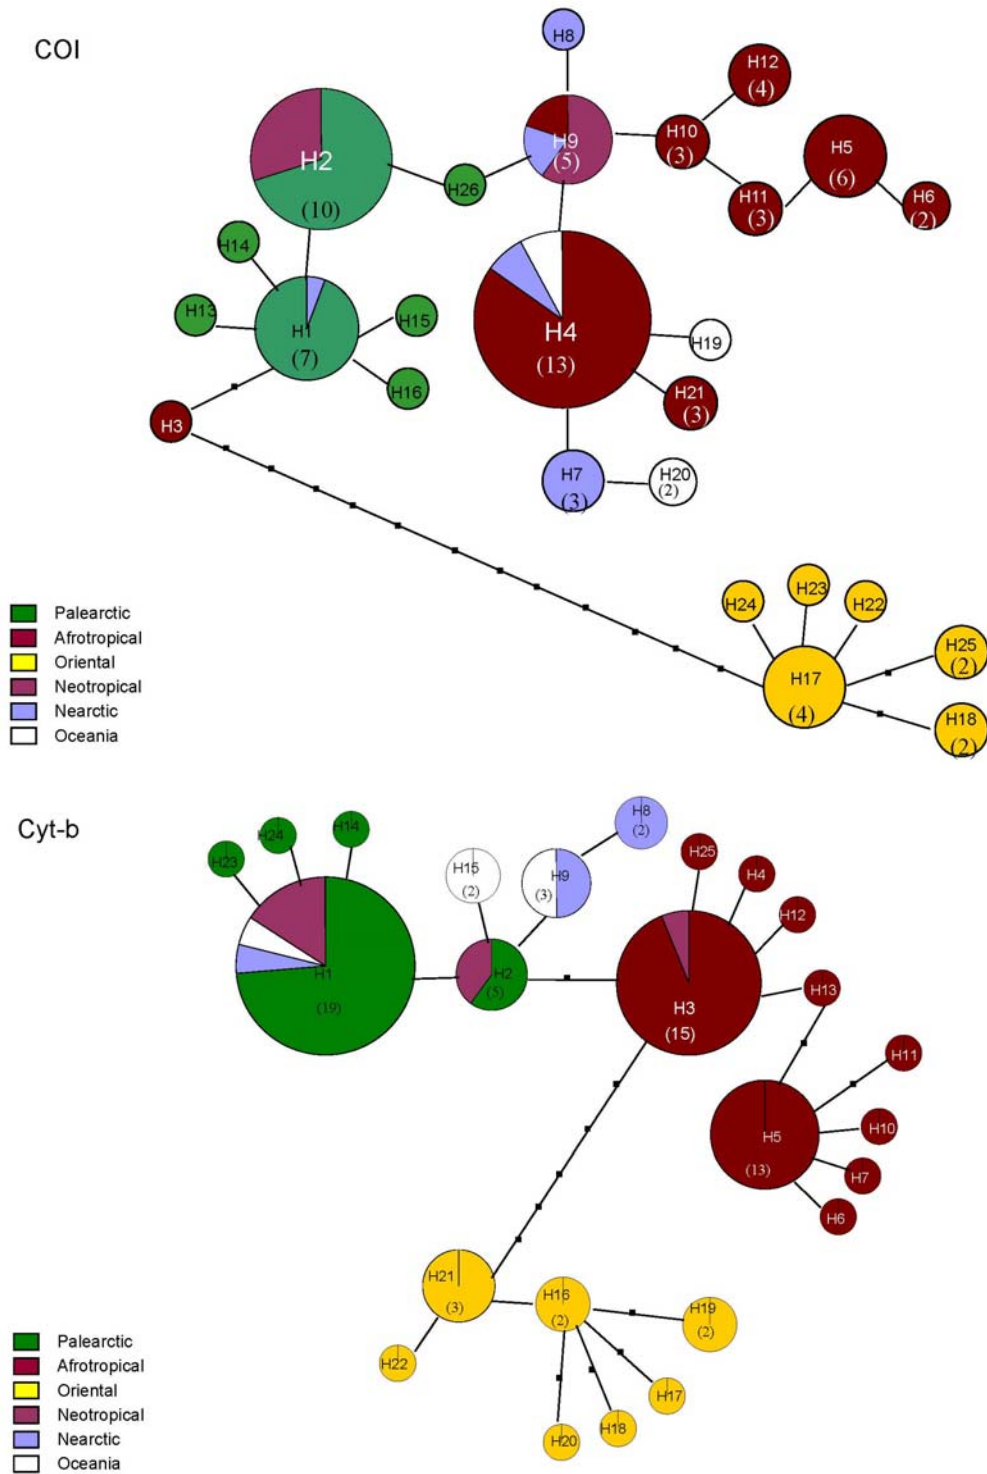 COI
H8
H12
(4)
H2
(10)
H9
(5)
H10
(3)
H5
(6)
H26
H11
(3)
H6
(2)
H14
H13
H1
(7)
H15
H16
H4
(13)
H19
H3
H21
(3)
H7
(3)
H20
(2)
H24
H23
H22
H17
(4)
H25
(2)
H18
(2)
Palearctic
Afrotropical
Oriental
Neotropical
Nearctic
Oceania
Cyt-b
H23
H24
H14
H1
(19)
H15
(2)
H9
(3)
H8
(2)
H2
(5)
H25
H4
H12
H3
(15)
H13
H11
H5
(13)
H10
H7
H6
H21
(3)
H16
(2)
H19
(2)
H22
H17
H18
H20
Palearctic
Afrotropical
Oriental
Neotropical
Nearctic
Oceania